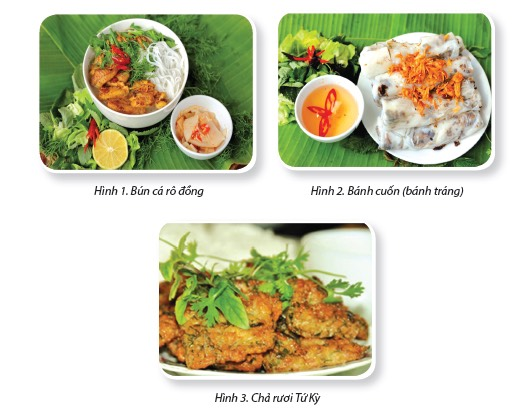 Hình 1. Bún cá rô đồng
Hình 2. Bánh cuốn (bánh tráng)
Hình 3. Chả rươi Tứ Kỳ